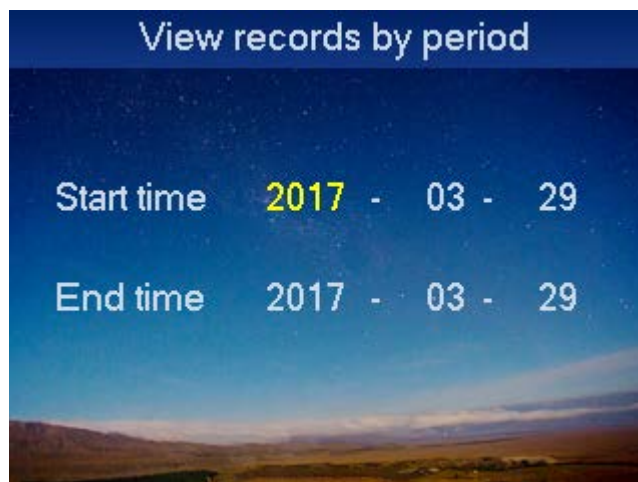 View records by period
Start time 2017 - 03 - 29
End time 2017 - 03 - 29